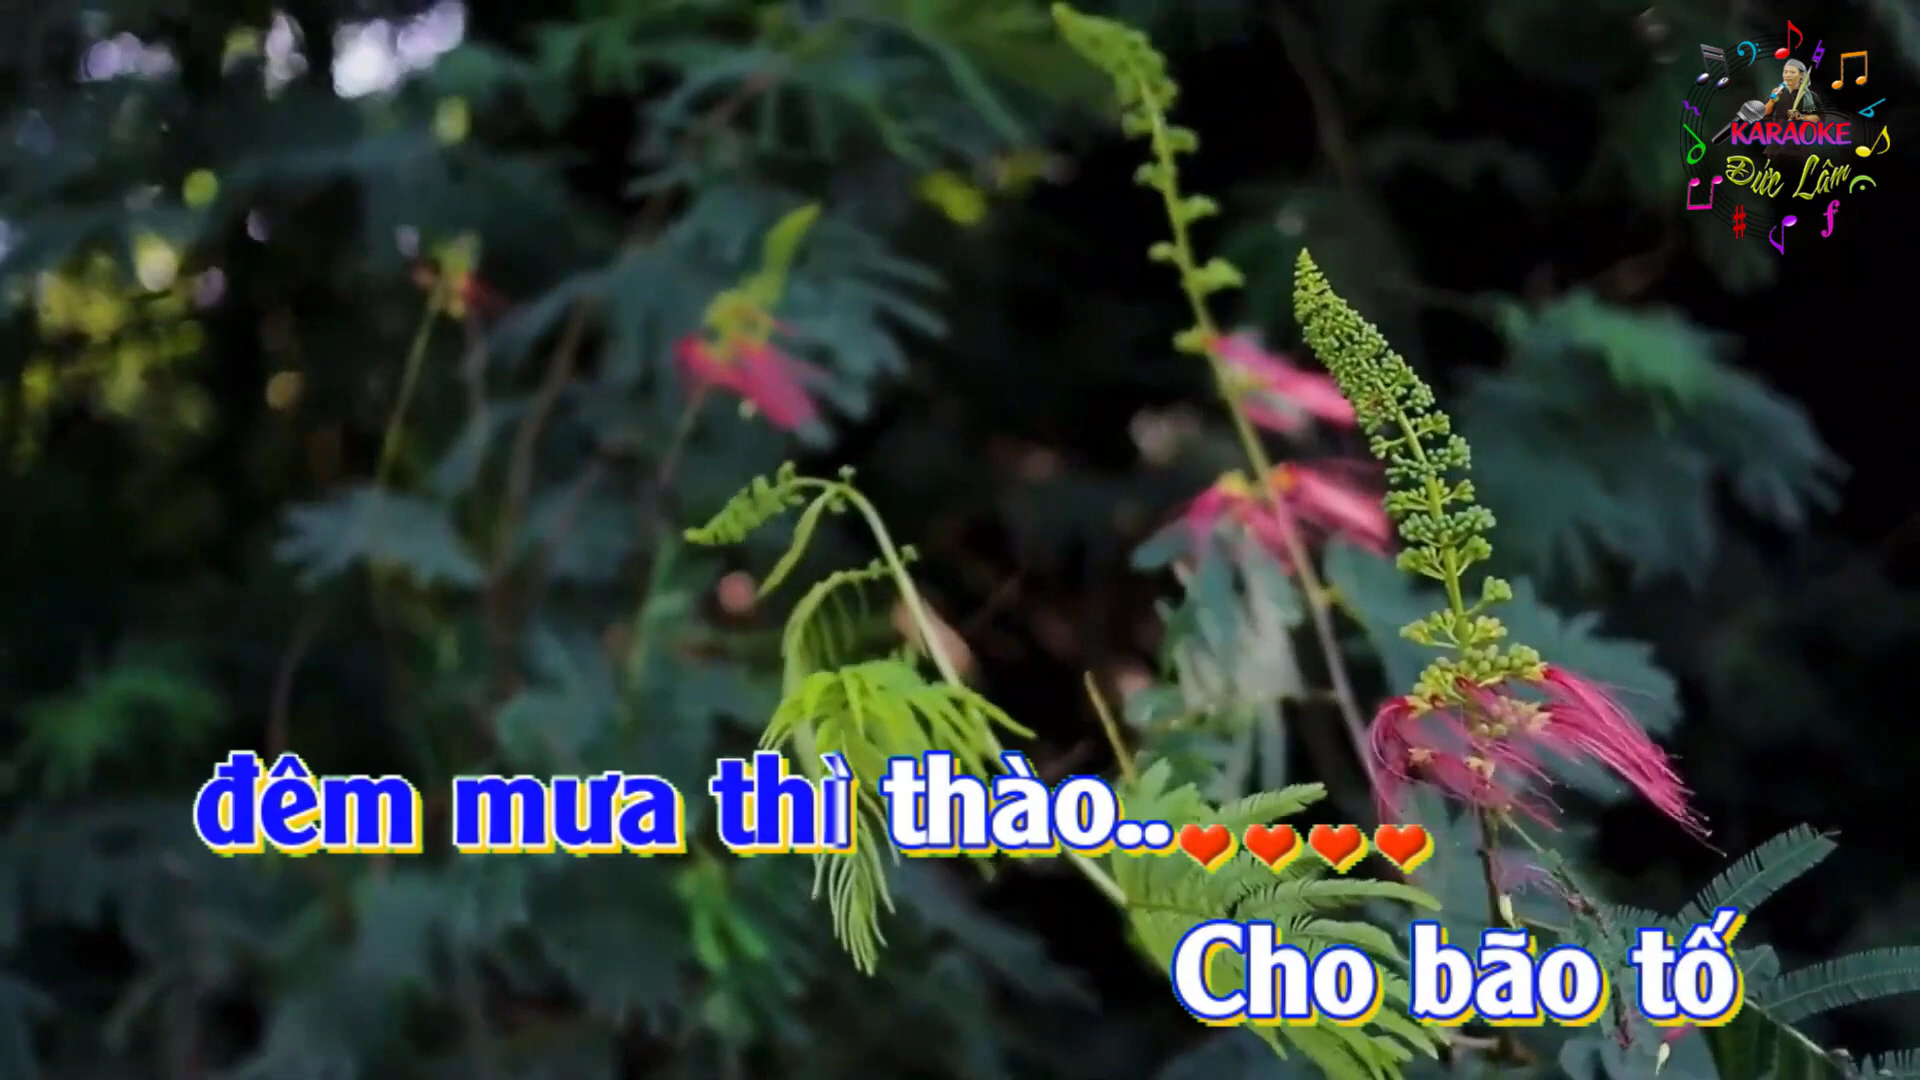 KARAOKE
Đức Lâm
đêm mưa thì thào..
Cho bão tố